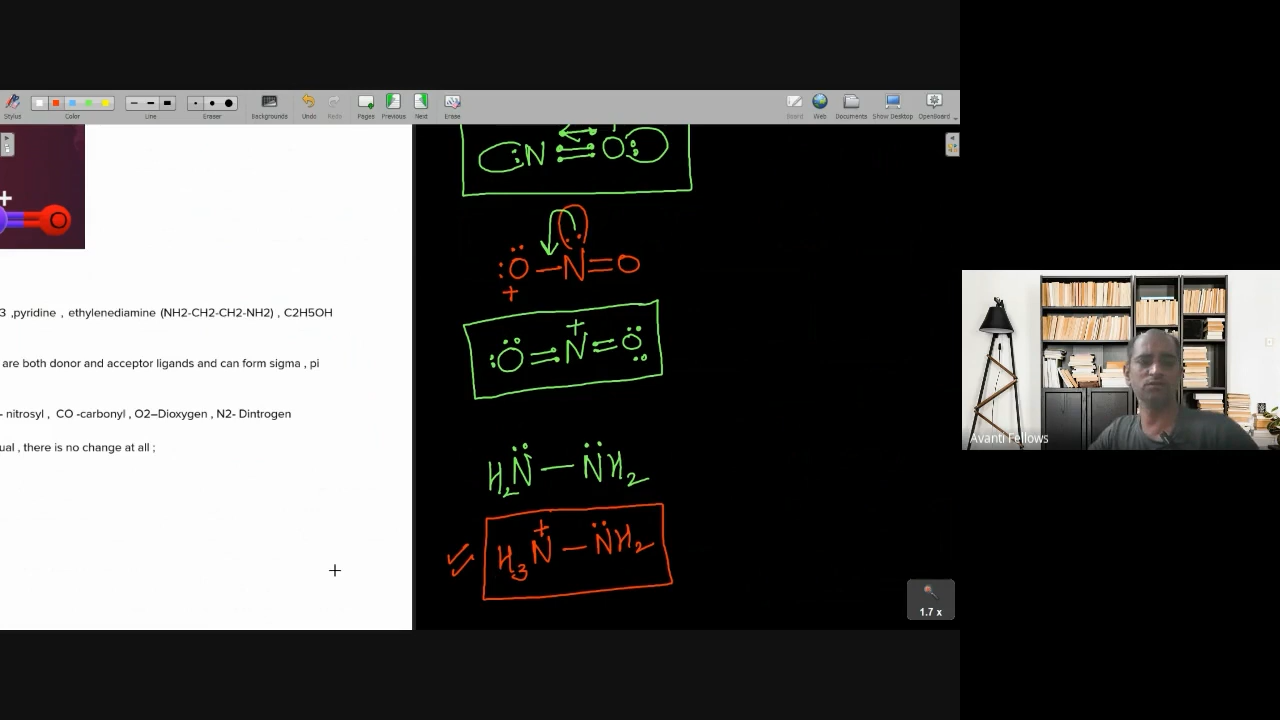 Stylus Color Line Eraser Backgrounds Undo Redo Pages Previous Next Erase Board Web Documents Show Desktop OpenBoard
:N ≡ O:
+
O
:Ö — N̈ = O
+
3 ,pyridine , ethylenediamine (NH2-CH2-CH2-NH2) , C2H5OH
+
:Ö = N = Ö:
are both donor and acceptor ligands and can form sigma , pi
- nitrosyl , CO -carbonyl , O2–Dioxygen , N2- Dintrogen
ual , there is no change at all ;
Avanti Fellows
H₂N̈ — N̈H₂
+
H₃N — N̈H₂
1.7 x